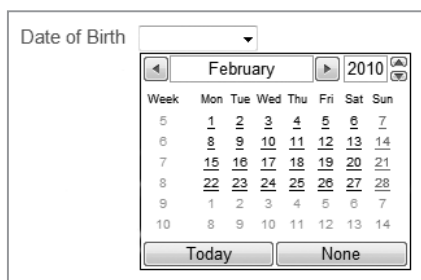 Date of Birth
February 2010
Week Mon Tue Wed Thu Fri Sat Sun
5 1 2 3 4 5 6 7
6 8 9 10 11 12 13 14
7 15 16 17 18 19 20 21
8 22 23 24 25 26 27 28
9 1 2 3 4 5 6 7
10 8 9 10 11 12 13 14
Today None